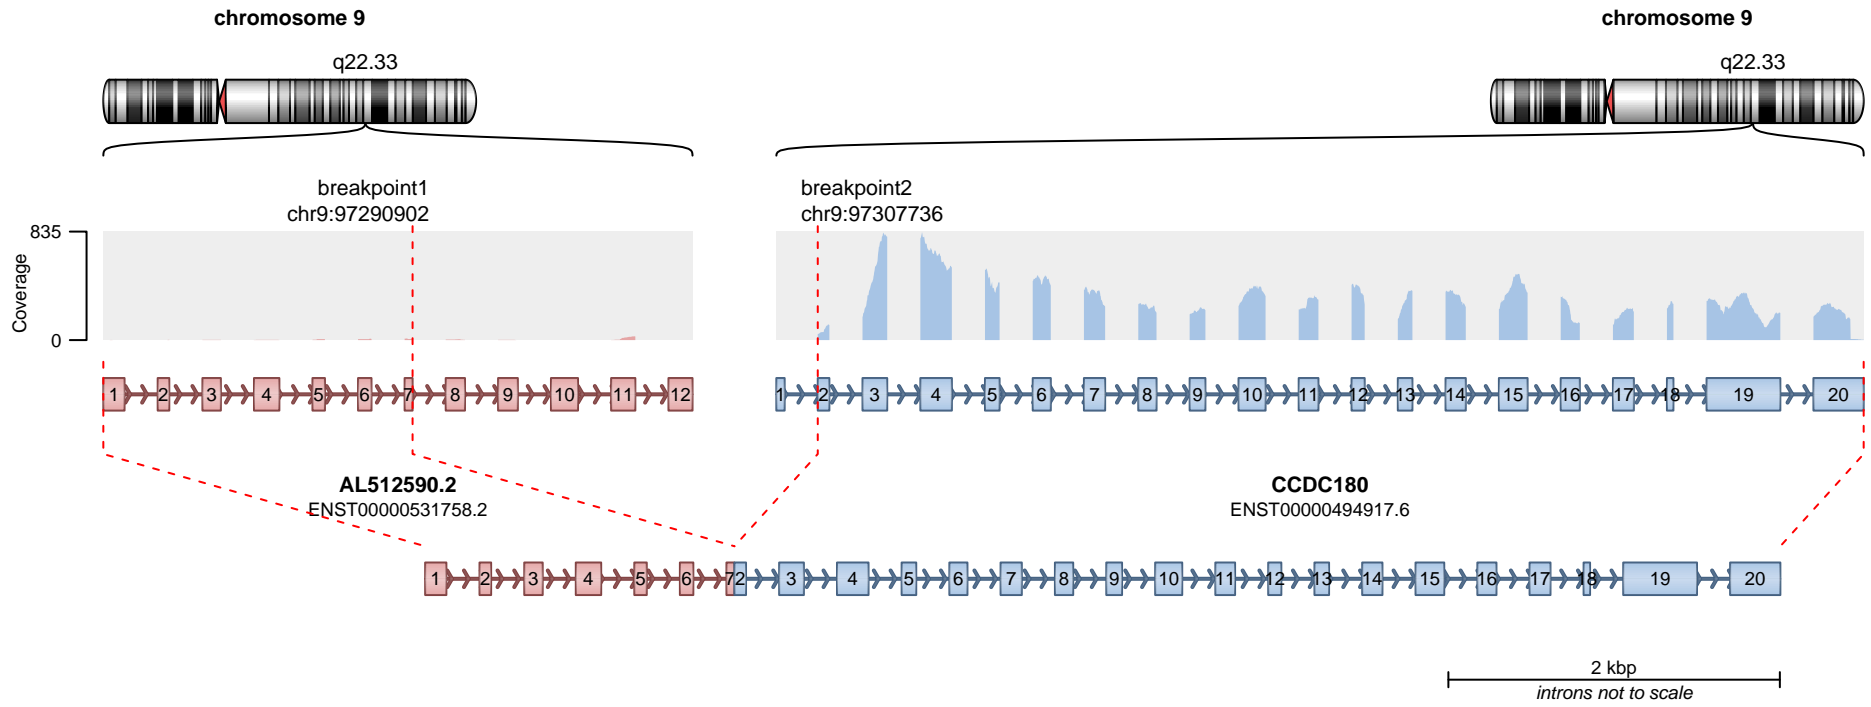 chromosome 9
chromosome 9
q22.33
q22.33
breakpoint1
chr9:97290902
breakpoint2
chr9:97307736
835
Coverage
0
1 2 3 4 5 6 7 8 9 10 11 12
1 2 3 4 5 6 7 8 9 10 11 12 13 14 15 16 17 18 19 20
AL512590.2
ENST00000531758.2
CCDC180
ENST00000494917.6
1 2 3 4 5 6 7 2 3 4 5 6 7 8 9 10 11 12 13 14 15 16 17 18 19 20
2 kbp
introns not to scale